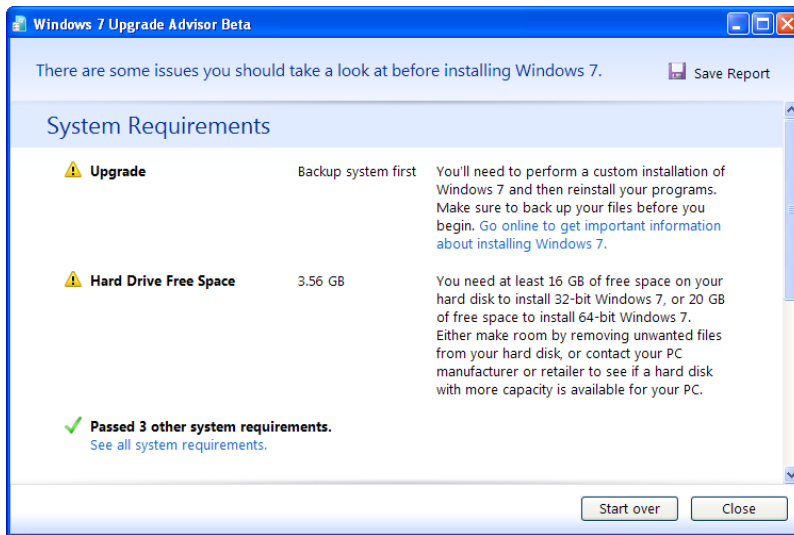 Windows 7 Upgrade Advisor Beta
There are some issues you should take a look at before installing Windows 7.
Save Report
System Requirements
Upgrade
Backup system first
You'll need to perform a custom installation of
Windows 7 and then reinstall your programs.
Make sure to back up your files before you
begin. Go online to get important information
about installing Windows 7.
Hard Drive Free Space
3.56 GB
You need at least 16 GB of free space on your
hard disk to install 32-bit Windows 7, or 20 GB
of free space to install 64-bit Windows 7.
Either make room by removing unwanted files
from your hard disk, or contact your PC
manufacturer or retailer to see if a hard disk
with more capacity is available for your PC.
Passed 3 other system requirements.
See all system requirements.
Start over
Close